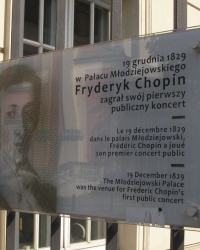 19 grudnia 1829
w Pałacu Młodziejowskiego
Fryderyk Chopin
zagrał swój pierwszy
publiczny koncert
Le 19 décembre 1829
dans le palais Młodziejowski,
Frédéric Chopin a joué
son premier concert public
19 December 1829
The Młodziejowski Palace
was the venue for Frederic Chopin's
first public concert